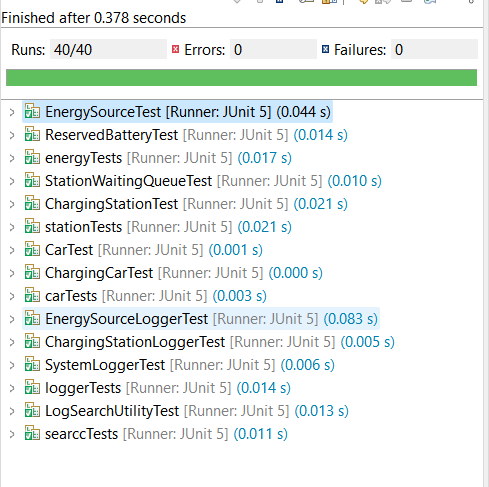 Finished after 0.378 seconds
Runs: 40/40 Errors: 0 Failures: 0
EnergySourceTest [Runner: JUnit 5] (0.044 s)
ReservedBatteryTest [Runner: JUnit 5] (0.014 s)
energyTests [Runner: JUnit 5] (0.017 s)
StationWaitingQueueTest [Runner: JUnit 5] (0.010 s)
ChargingStationTest [Runner: JUnit 5] (0.021 s)
stationTests [Runner: JUnit 5] (0.021 s)
CarTest [Runner: JUnit 5] (0.001 s)
ChargingCarTest [Runner: JUnit 5] (0.000 s)
carTests [Runner: JUnit 5] (0.003 s)
EnergySourceLoggerTest [Runner: JUnit 5] (0.083 s)
ChargingStationLoggerTest [Runner: JUnit 5] (0.005 s)
SystemLoggerTest [Runner: JUnit 5] (0.006 s)
loggerTests [Runner: JUnit 5] (0.014 s)
LogSearchUtilityTest [Runner: JUnit 5] (0.013 s)
searccTests [Runner: JUnit 5] (0.011 s)